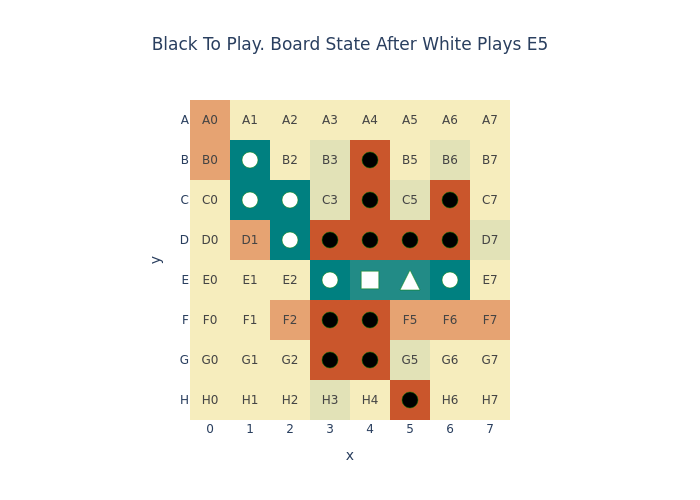 Black To Play. Board State After White Plays E5
A A0 A1 A2 A3 A4 A5 A6 A7
B B0 B2 B3 B5 B6 B7
C C0 C3 C5 C7
D D0 D1 D7
E E0 E1 E2 E7
F F0 F1 F2 F5 F6 F7
G G0 G1 G2 G5 G6 G7
H H0 H1 H2 H3 H4 H6 H7
0 1 2 3 4 5 6 7
x
y